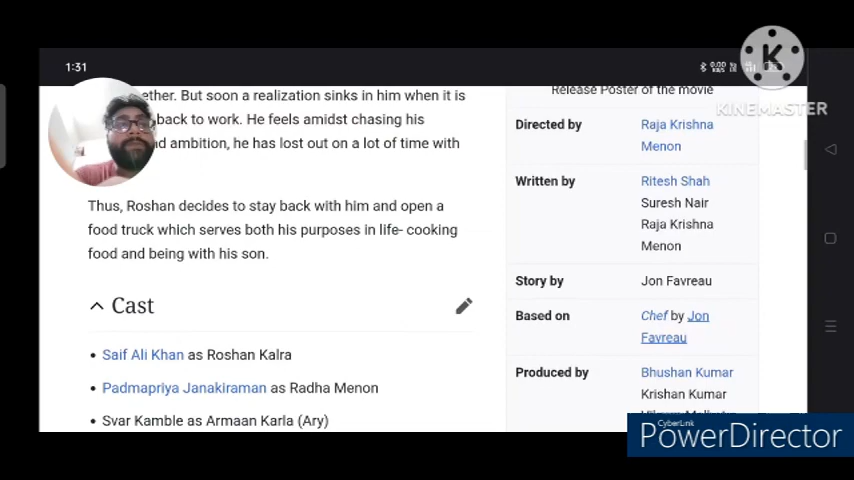 1:31
KINEMASTER
ether. But soon a realization sinks in him when it is
back to work. He feels amidst chasing his
d ambition, he has lost out on a lot of time with
Thus, Roshan decides to stay back with him and open a
food truck which serves both his purposes in life- cooking
food and being with his son.
Cast
• Saif Ali Khan as Roshan Kalra
• Padmapriya Janakiraman as Radha Menon
• Svar Kamble as Armaan Karla (Ary)
Release Poster of the movie
Directed by Raja Krishna
Menon
Written by Ritesh Shah
Suresh Nair
Raja Krishna
Menon
Story by Jon Favreau
Based on Chef by Jon
Favreau
Produced by Bhushan Kumar
Krishan Kumar
CyberLink
PowerDirector